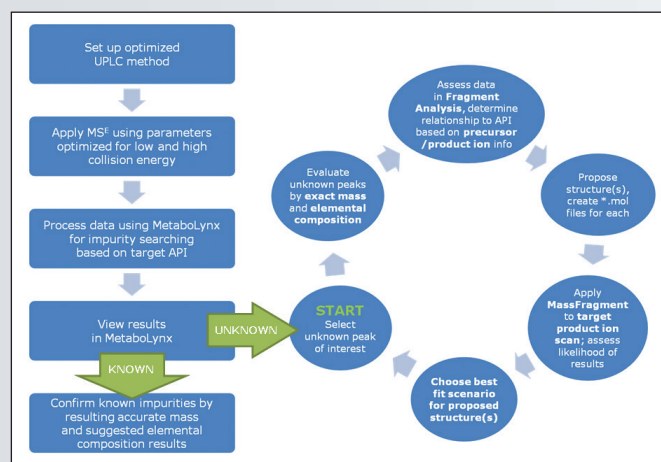 Set up optimized
UPLC method
Apply MSᴱ using parameters
optimized for low and high
collision energy
Process data using MetaboLynx
for impurity searching
based on target API
View results
in MetaboLynx
UNKNOWN
KNOWN
Confirm known impurities by
resulting accurate mass
and suggested elemental
composition results
START
Select
unknown peak
of interest
Evaluate
unknown peaks
by exact mass
and elemental
composition
Assess data
in Fragment
Analysis, determine
relationship to API
based on precursor
/product ion info
Propose
structure(s),
create *.mol
files for each
Apply
MassFragment
to target
product ion
scan; assess
likelihood of
results
Choose best
fit scenario
for proposed
structure(s)